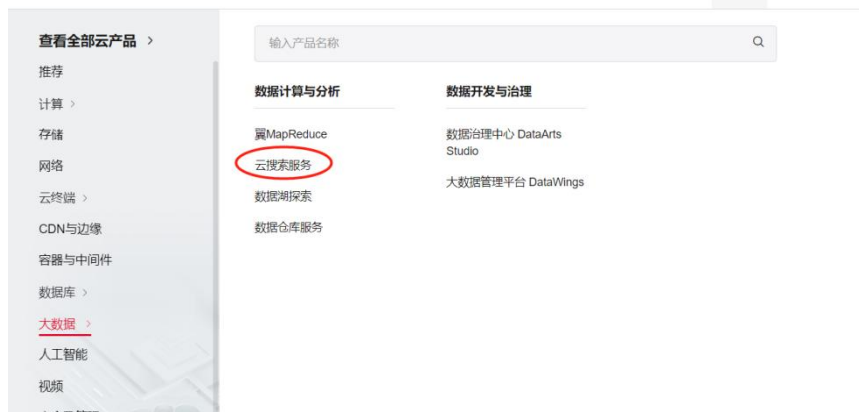 查看全部云产品 >
推荐
计算 >
存储
网络
云终端 >
CDN与边缘
容器与中间件
数据库 >
大数据 >
人工智能
视频
输入产品名称
数据计算与分析
翼MapReduce
云搜索服务
数据湖探索
数据仓库服务
数据开发与治理
数据治理中心 DataArts
Studio
大数据管理平台 DataWings